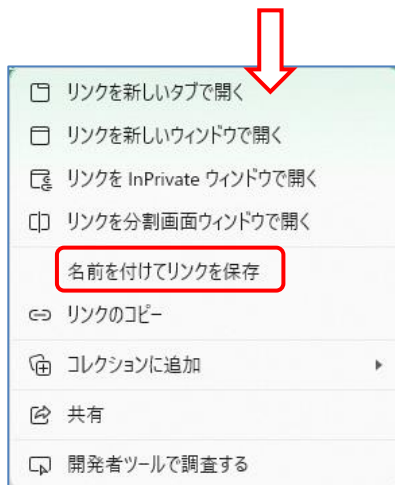 リンクを新しいタブで開く
リンクを新しいウィンドウで開く
リンクを InPrivate ウィンドウで開く
リンクを分割画面ウィンドウで開く
名前を付けてリンクを保存
リンクのコピー
コレクションに追加
共有
開発者ツールで調査する